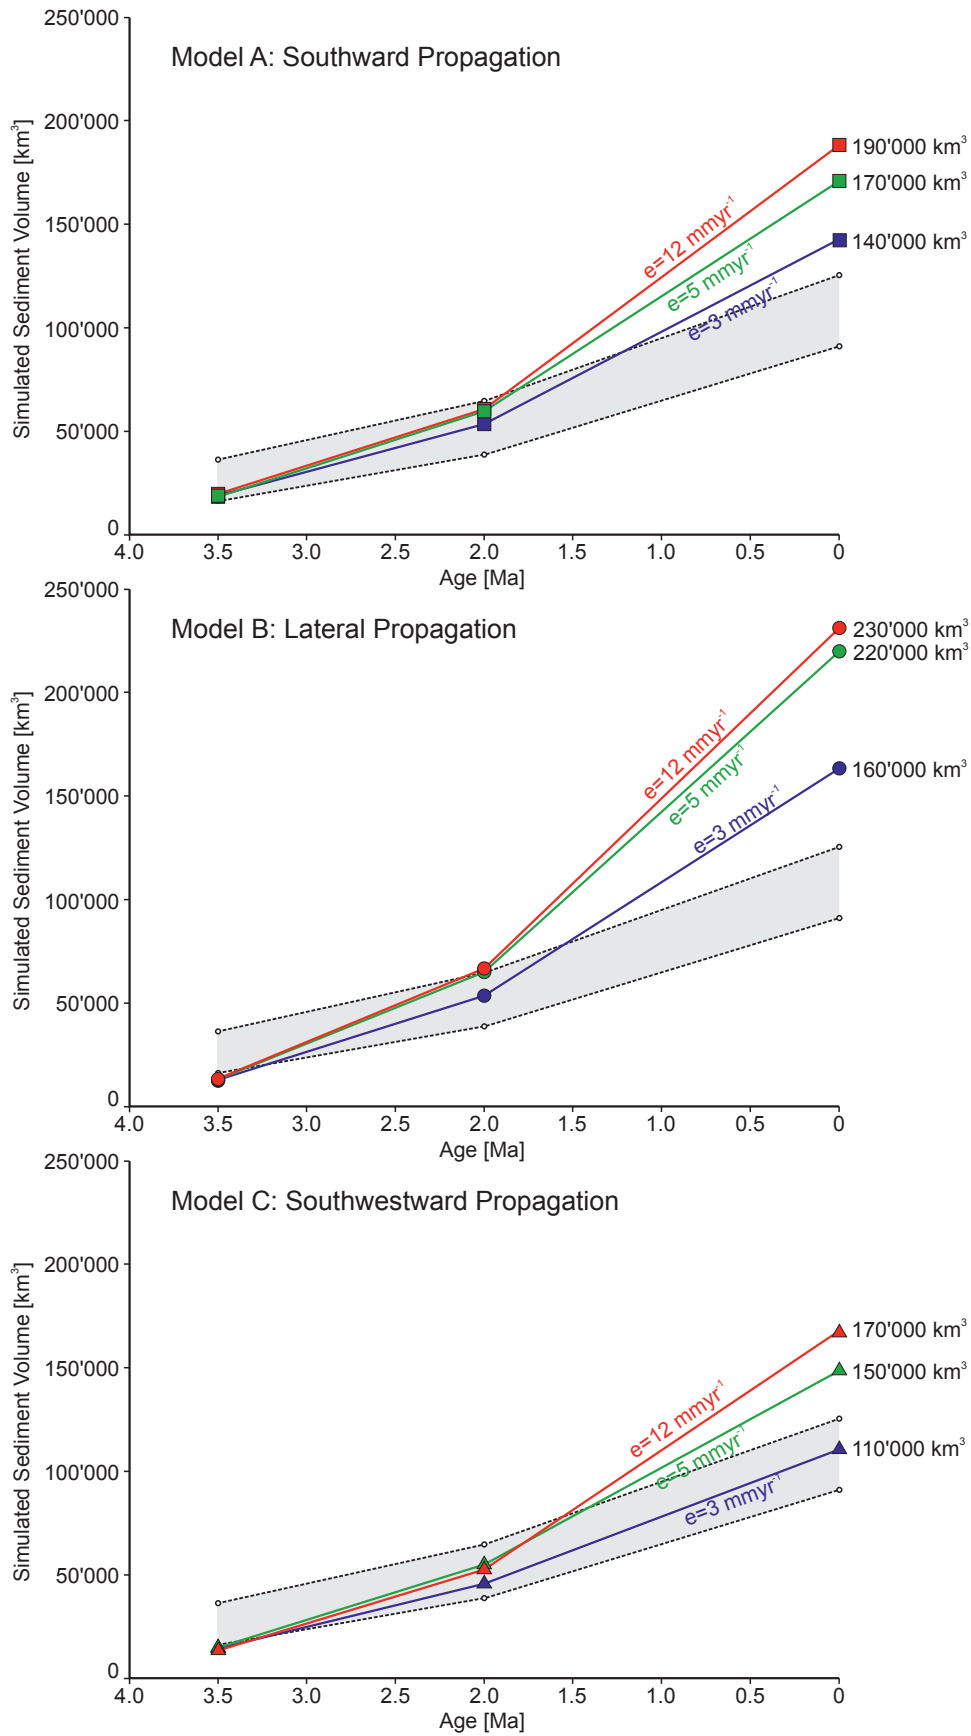 250'000
Model A: Southward Propagation
200'000
190'000 km³
170'000 km³
150'000
e=12 mmyr⁻¹
140'000 km³
e=5 mmyr⁻¹
e=3 mmyr⁻¹
100'000
50'000
0
Simulated Sediment Volume [km³]
4.0 3.5 3.0 2.5 2.0 1.5 1.0 0.5 0
Age [Ma]
250'000
Model B: Lateral Propagation
230'000 km³
220'000 km³
200'000
e=12 mmyr⁻¹
160'000 km³
e=5 mmyr⁻¹
150'000
e=3 mmyr⁻¹
100'000
50'000
0
Simulated Sediment Volume [km³]
4.0 3.5 3.0 2.5 2.0 1.5 1.0 0.5 0
Age [Ma]
250'000
Model C: Southwestward Propagation
200'000
170'000 km³
150'000
150'000 km³
e=12 mmyr⁻¹
e=5 mmyr⁻¹
110'000 km³
e=3 mmyr⁻¹
100'000
50'000
0
Simulated Sediment Volume [km³]
4.0 3.5 3.0 2.5 2.0 1.5 1.0 0.5 0
Age [Ma]